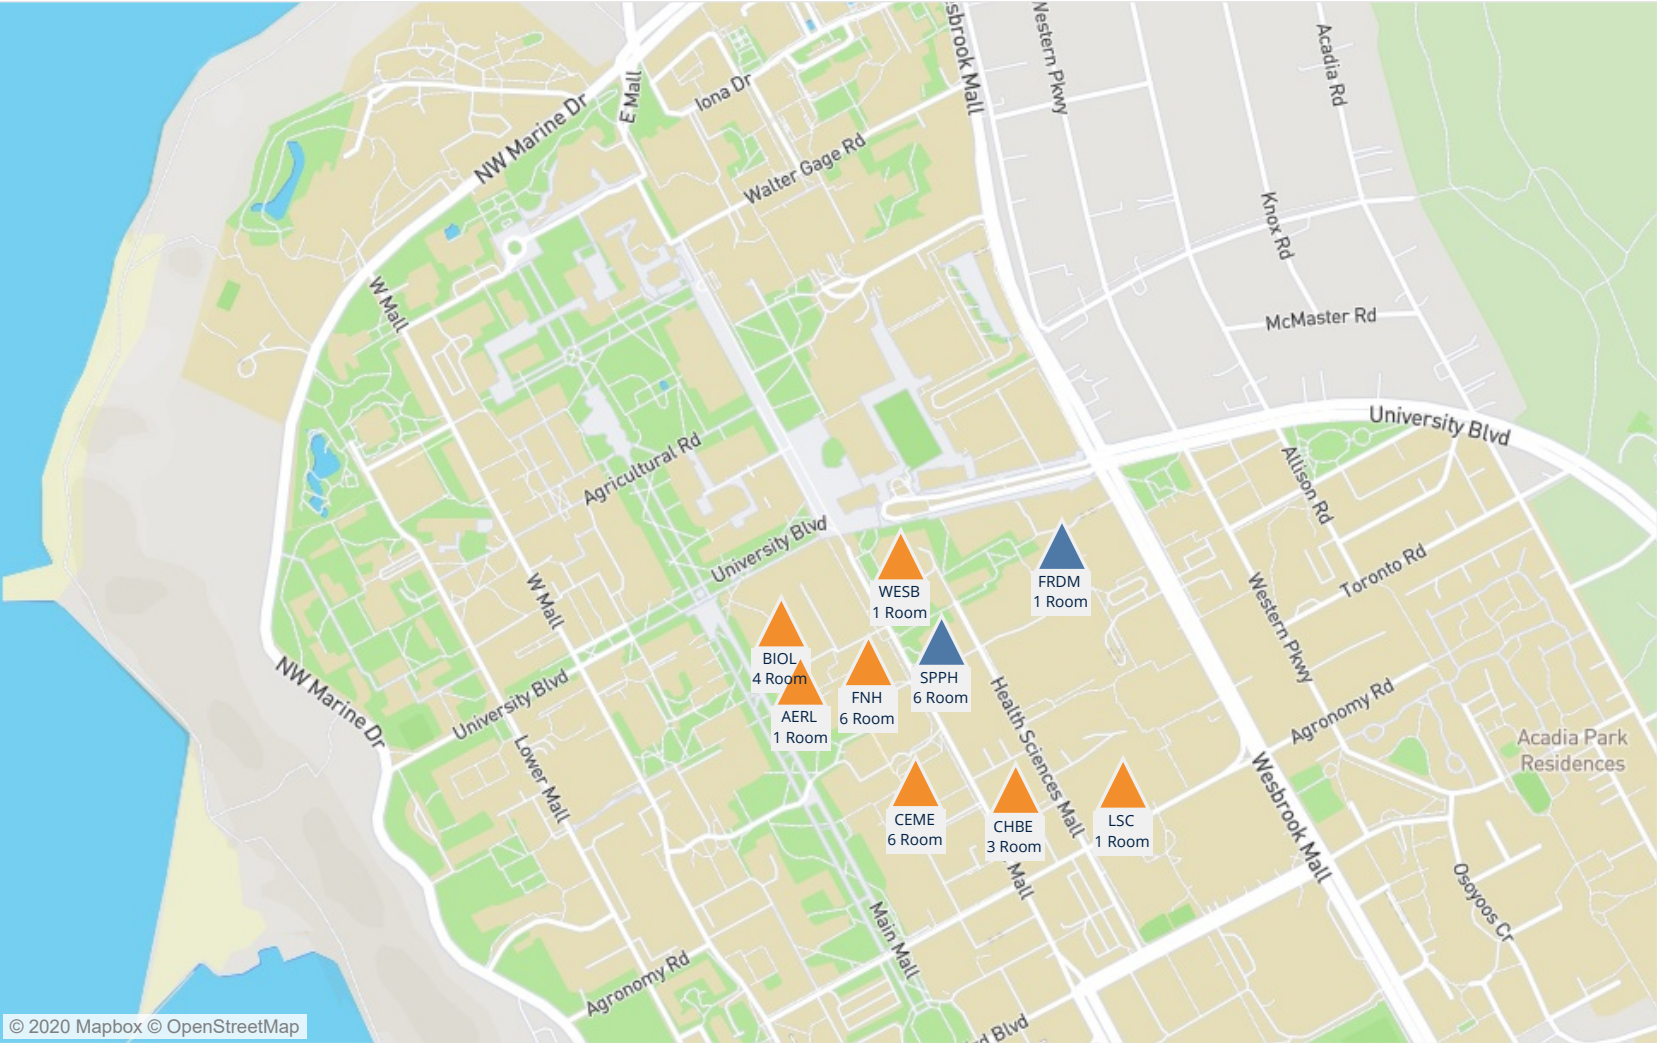 sbrook Mall
Western Pkwy
Acadia Rd
E Mall
Iona Dr
NW Marine Dr
Walter Gage Rd
Knox Rd
W Mall
McMaster Rd
University Blvd
Agricultural Rd
Allison Rd
University Blvd
WESB
1 Room
FRDM
1 Room
Toronto Rd
W Mall
Western Pkwy
BIOL
4 Room
SPPH
6 Room
FNH
6 Room
AERL
1 Room
NW Marine Dr
University Blvd
Health Sciences Mall
Agronomy Rd
Lower Mall
Acadia Park
Residences
Wesbrook Mall
CEME
6 Room
CHBE
3 Room
LSC
1 Room
Mall
Osoyoos Cr
Main Mall
Agronomy Rd
rd Blvd
© 2020 Mapbox © OpenStreetMap